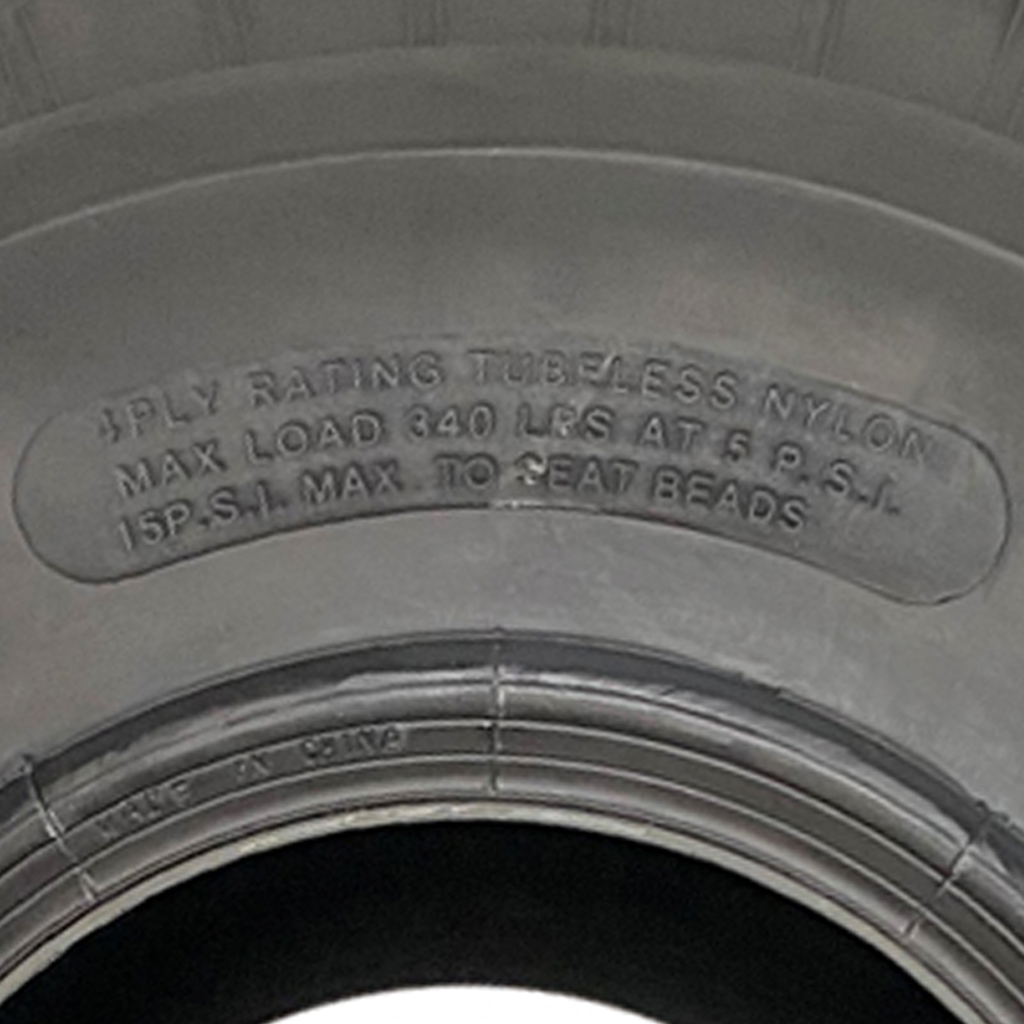 4PLY RATING TUBELESS NYLON
MAX LOAD 340 LBS AT 5 P.S.I.
15P.S.I. MAX. TO SEAT BEADS
MADE IN CHINA